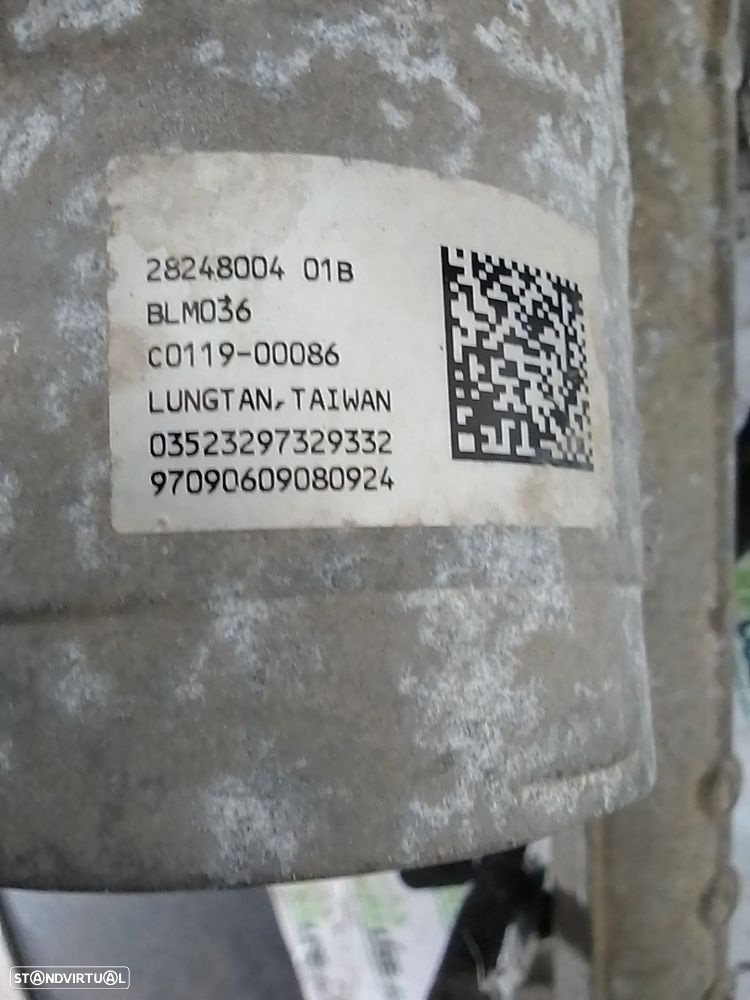 28248004 01B
BLM036
C0119-00086
LUNGTAN, TAIWAN
03523297329332
97090609080924
STANDVIRTUAL